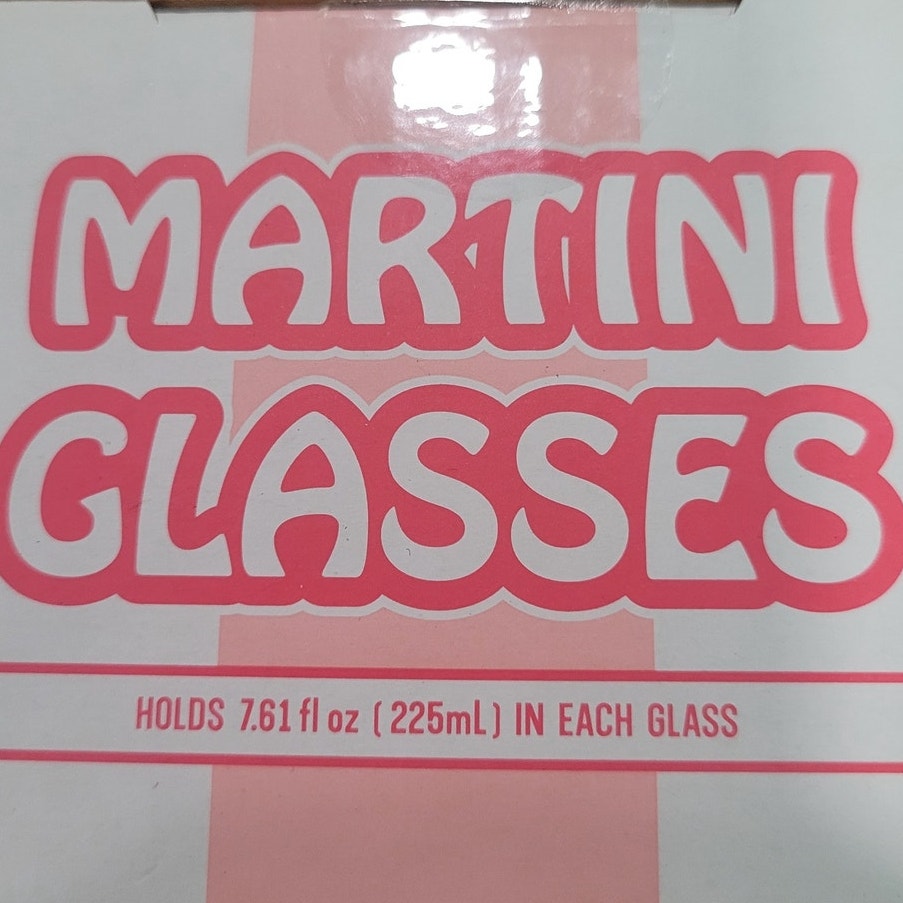 MARTINI
GLASSES
HOLDS 7.61 fl oz (225mL) IN EACH GLASS